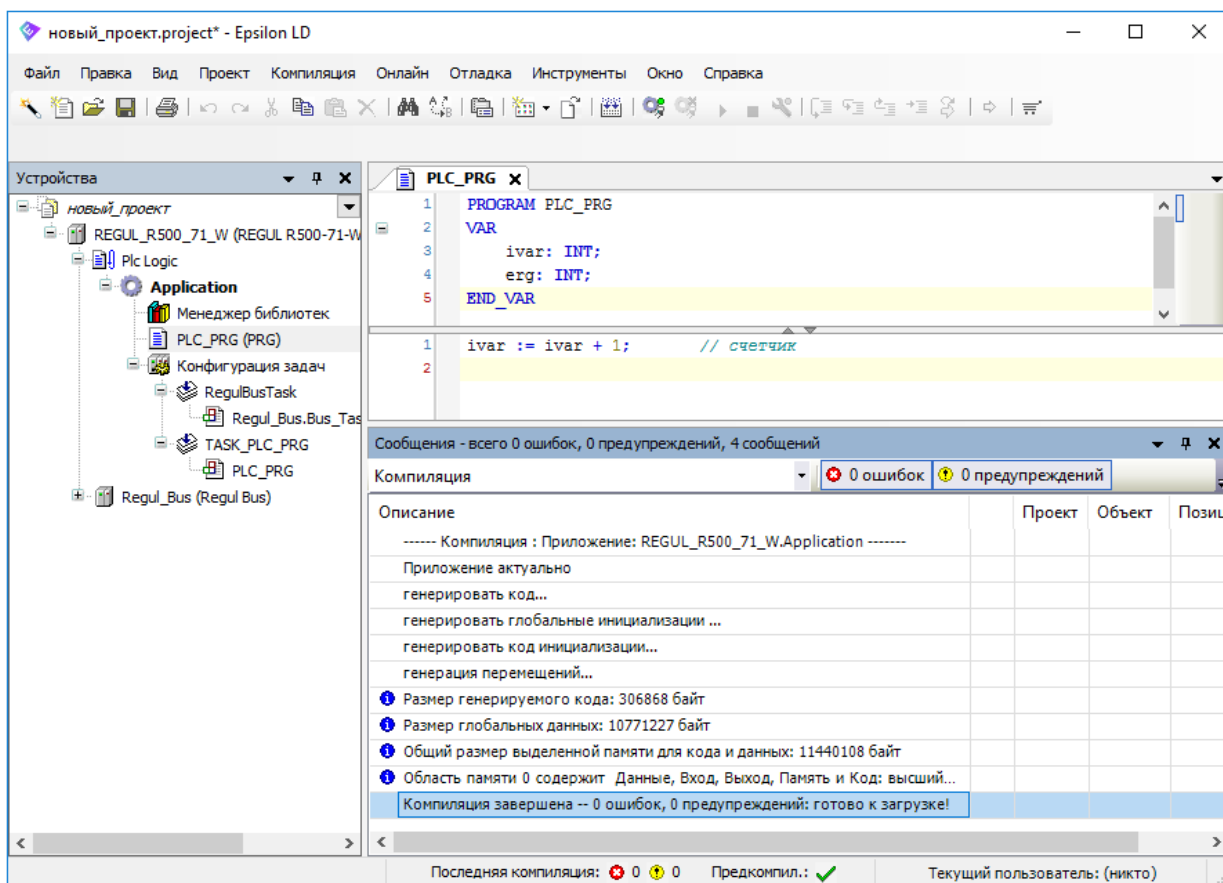 новый_проект.project* - Epsilon LD
Файл Правка Вид Проект Компиляция Онлайн Отладка Инструменты Окно Справка
Устройства
новый_проект
REGUL_R500_71_W (REGUL R500-71-W
Plc Logic
Application
Менеджер библиотек
PLC_PRG (PRG)
Конфигурация задач
RegulBusTask
Regul_Bus.Bus_Tas
TASK_PLC_PRG
PLC_PRG
Regul_Bus (Regul Bus)
PLC_PRG
1 PROGRAM PLC_PRG
2 VAR
3 ivar: INT;
4 erg: INT;
5 END_VAR
1 ivar := ivar + 1; // счетчик
2
Сообщения - всего 0 ошибок, 0 предупреждений, 4 сообщений
Компиляция 0 ошибок 0 предупреждений
Описание Проект Объект Позиц
------ Компиляция : Приложение: REGUL_R500_71_W.Application -------
Приложение актуально
генерировать код...
генерировать глобальные инициализации ...
генерировать код инициализации...
генерация перемещений...
Размер генерируемого кода: 306868 байт
Размер глобальных данных: 10771227 байт
Общий размер выделенной памяти для кода и данных: 11440108 байт
Область памяти 0 содержит Данные, Вход, Выход, Память и Код: высший...
Компиляция завершена -- 0 ошибок, 0 предупреждений: готово к загрузке!
Последняя компиляция: 0 0 Предкомпил.: Текущий пользователь: (никто)